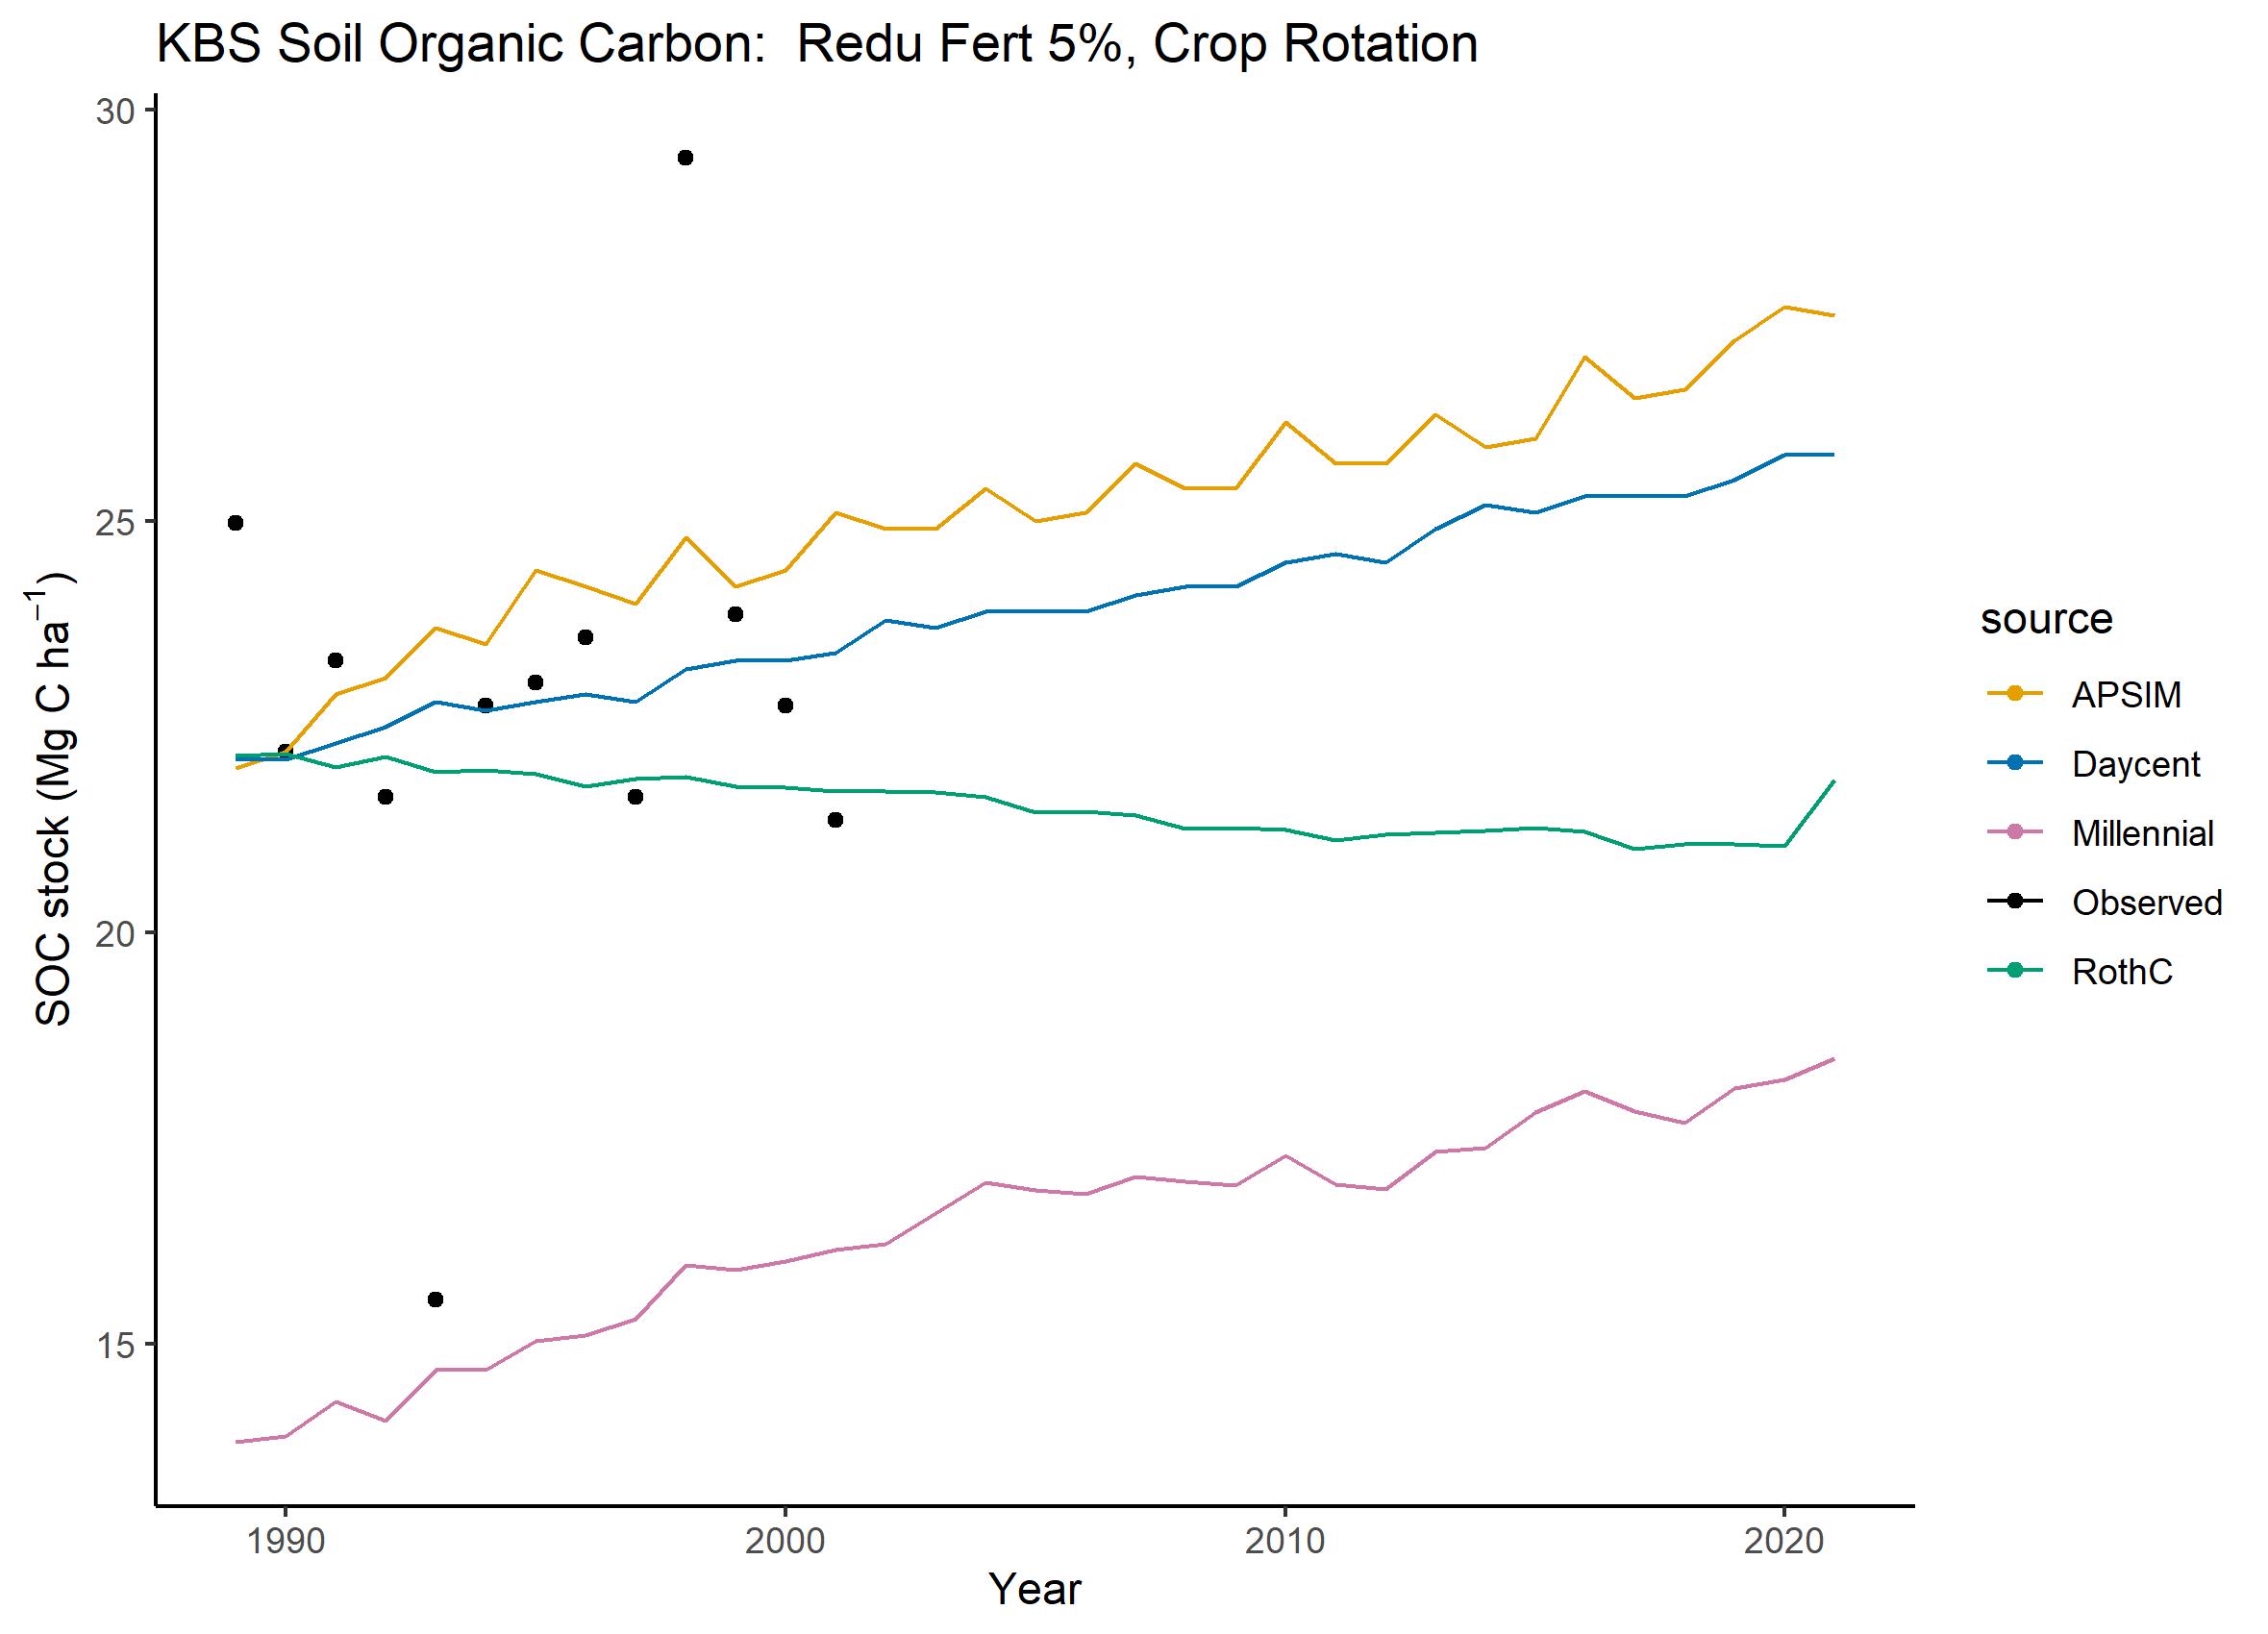 KBS Soil Organic Carbon:  Redu Fert 5%, Crop Rotation
30
25
20
15
SOC stock (Mg C ha⁻¹)
1990 2000 2010 2020
Year
source
APSIM
Daycent
Millennial
Observed
RothC